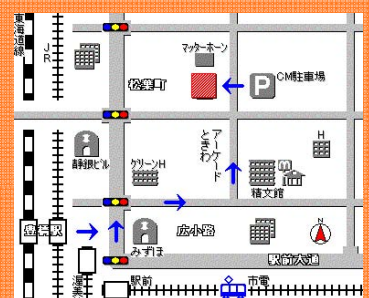 東海道線
JR
マッターホーン
松葉町
P CM駐車場
静銀ビル
グリーンH
アーケード
ときわ
H
m
精文館
豊橋駅
みずほ
広小路
N
駅前大通
渥美
駅前
市電